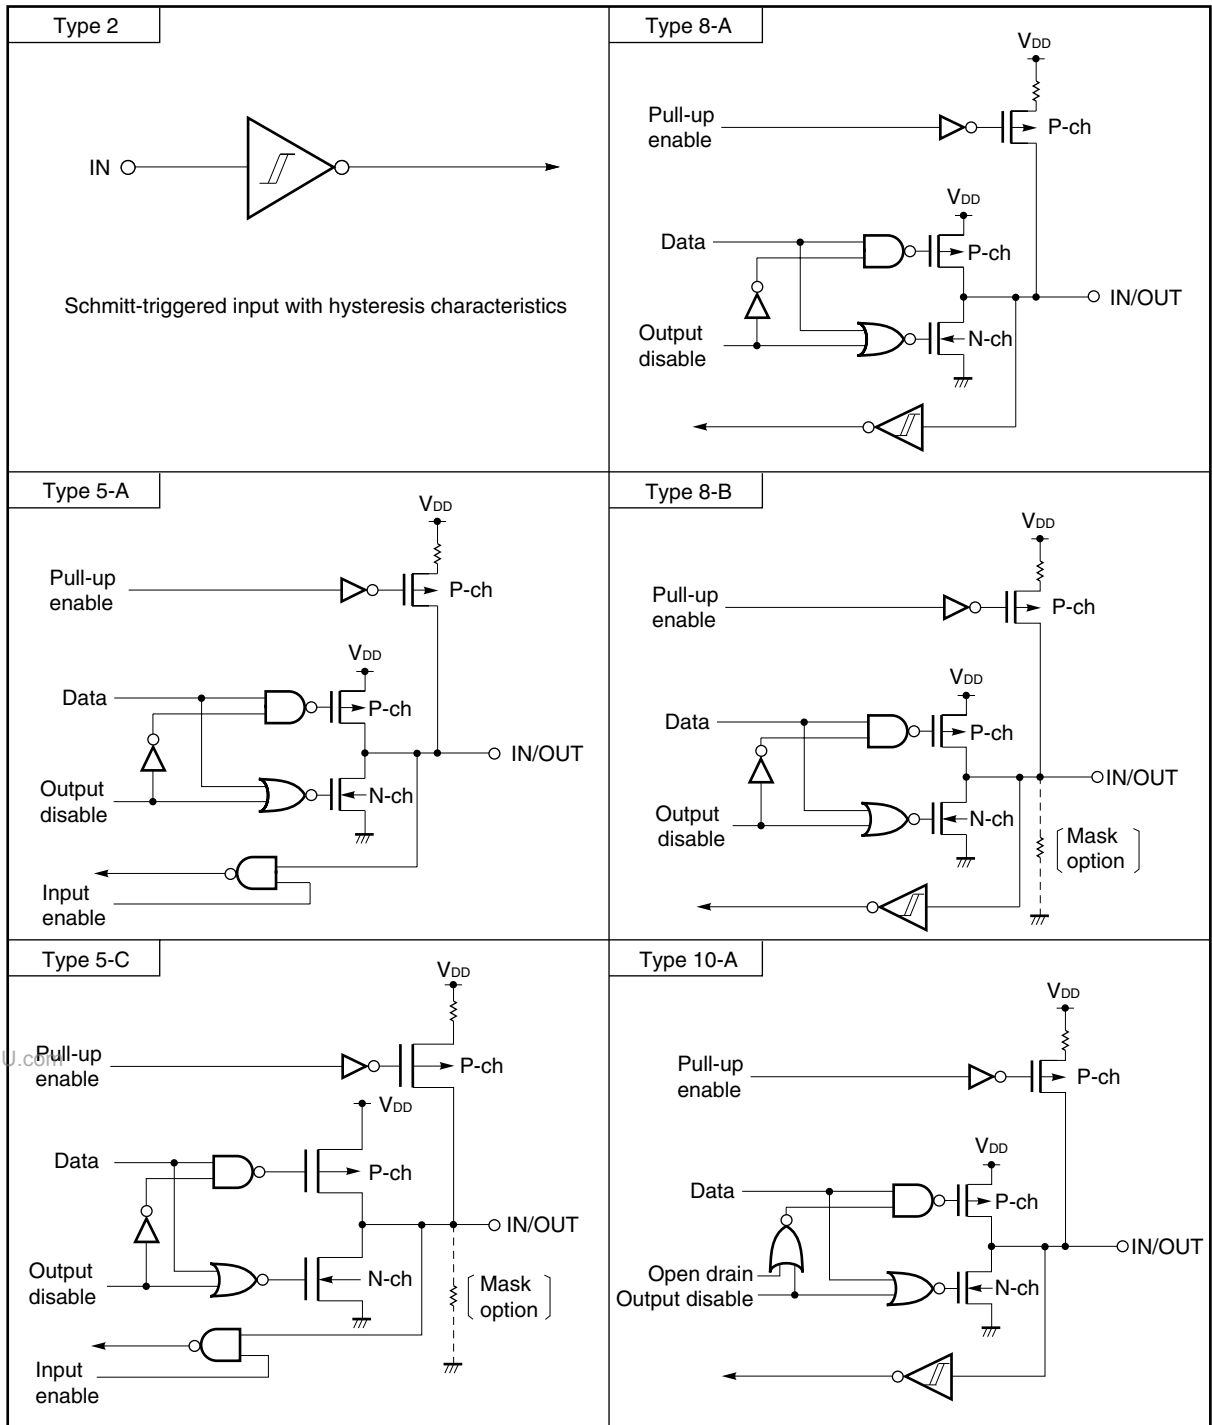 Type 2
IN
Schmitt-triggered input with hysteresis characteristics
Type 8-A
VDD
Pull-up
enable
P-ch
VDD
Data
P-ch
IN/OUT
Output
disable
N-ch
Type 5-A
VDD
Pull-up
enable
P-ch
VDD
Data
P-ch
IN/OUT
Output
disable
N-ch
Input
enable
Type 8-B
VDD
Pull-up
enable
P-ch
VDD
Data
P-ch
IN/OUT
Output
disable
N-ch
Mask
option
Type 5-C
VDD
U.com
Pull-up
enable
P-ch
VDD
Data
P-ch
IN/OUT
Output
disable
N-ch
Mask
option
Input
enable
Type 10-A
VDD
Pull-up
enable
P-ch
VDD
Data
P-ch
IN/OUT
Open drain
Output disable
N-ch